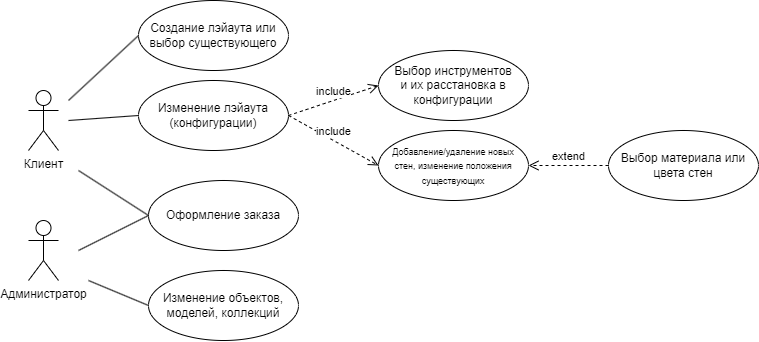 Создание лэйаута или
выбор существующего
Изменение лэйаута
(конфигурации)
include
Выбор инструментов
и их расстановка в
конфигурации
include
Добавление/удаление новых
стен, изменение положения
существующих
extend
Выбор материала или
цвета стен
Клиент
Оформление заказа
Администратор
Изменение объектов,
моделей, коллекций